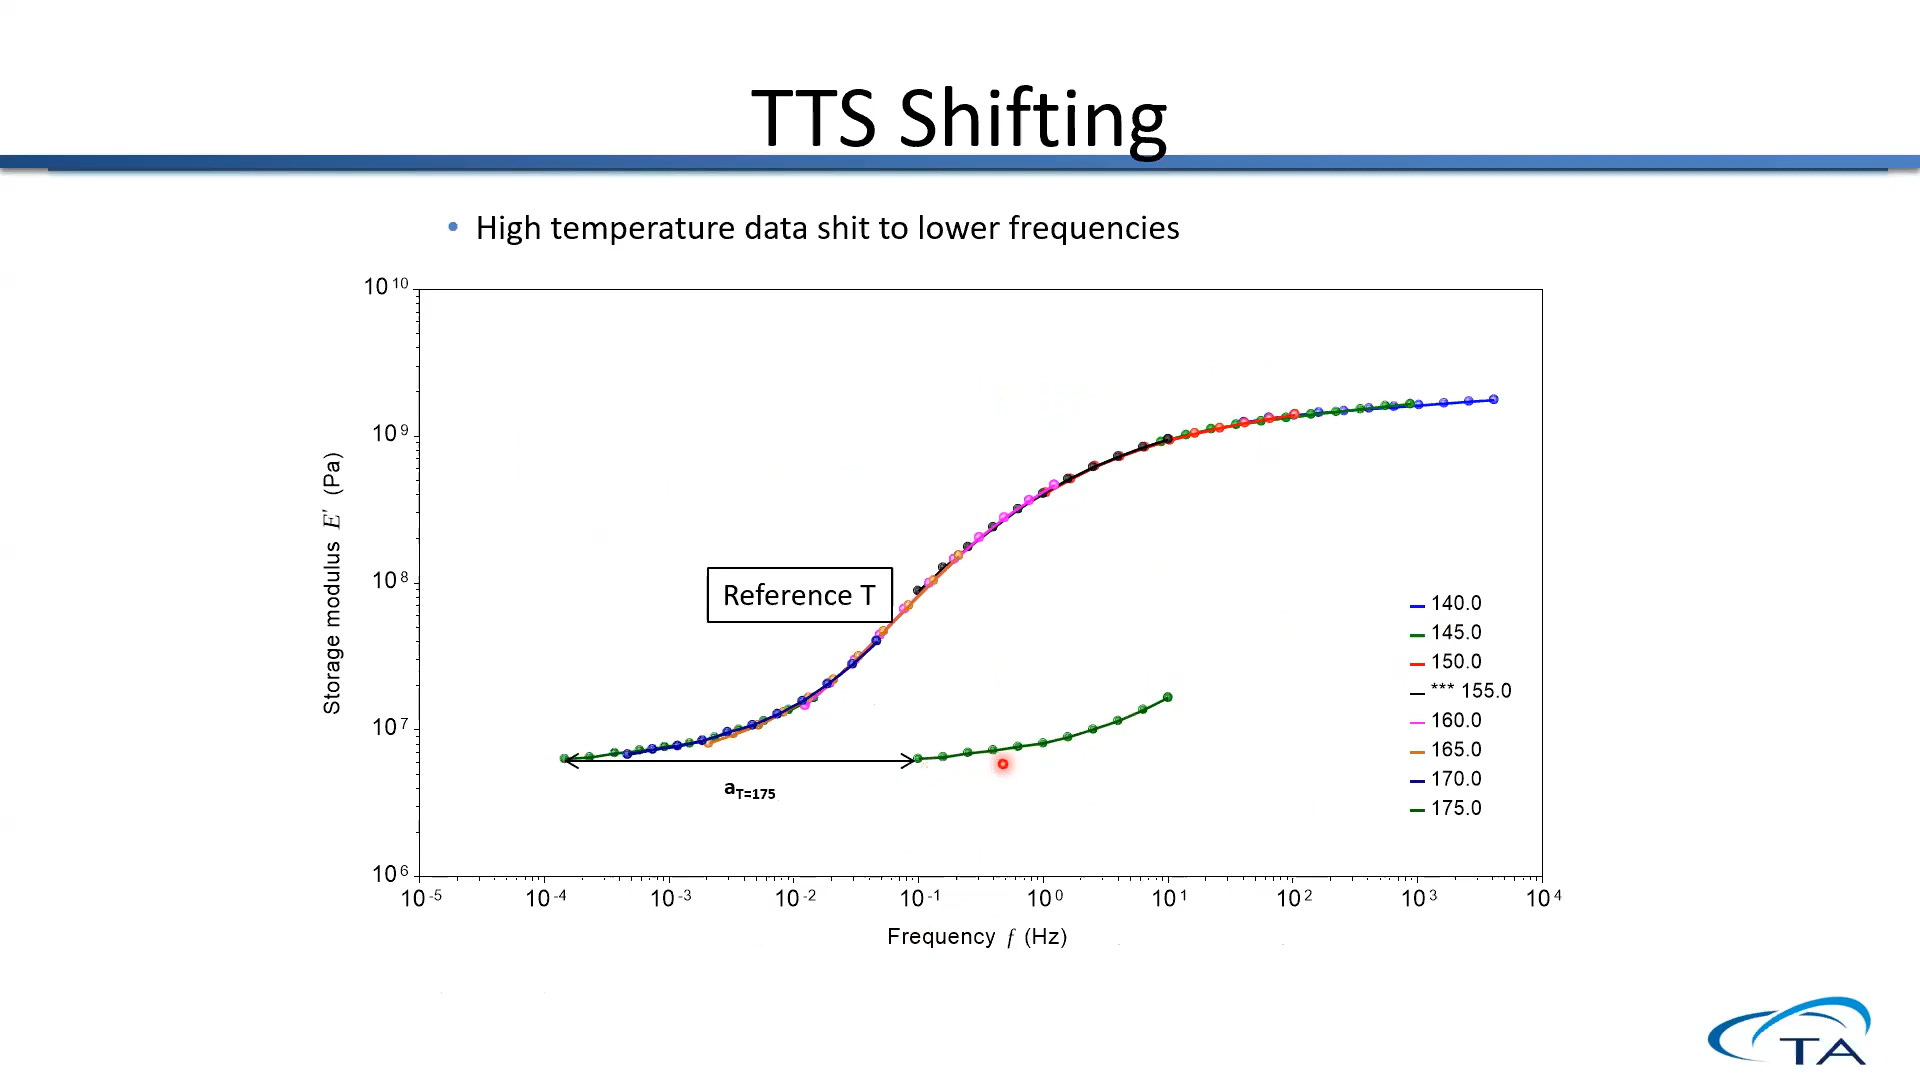 TTS Shifting
• High temperature data shit to lower frequencies
10^10
10^9
10^8
10^7
10^6
Storage modulus E′ (Pa)
Reference T
a_T=175
140.0
145.0
150.0
*** 155.0
160.0
165.0
170.0
175.0
10^-5 10^-4 10^-3 10^-2 10^-1 10^0 10^1 10^2 10^3 10^4
Frequency f (Hz)
TA